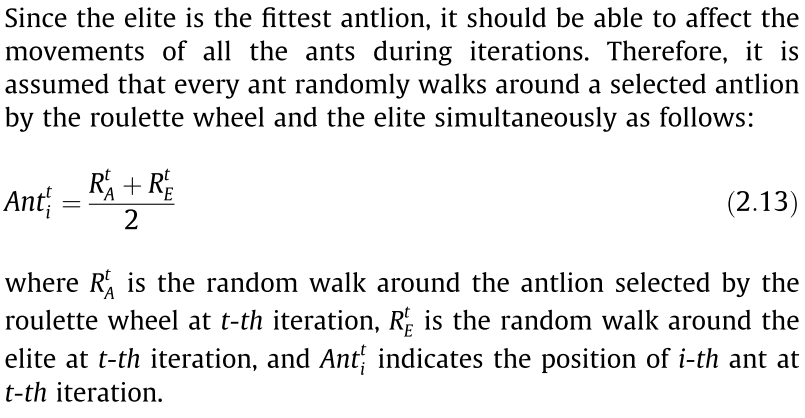 Since the elite is the fittest antlion, it should be able to affect the
movements of all the ants during iterations. Therefore, it is
assumed that every ant randomly walks around a selected antlion
by the roulette wheel and the elite simultaneously as follows:
Ant_i^t = (R_A^t + R_E^t) / 2 (2.13)
where R_A^t is the random walk around the antlion selected by the
roulette wheel at t-th iteration, R_E^t is the random walk around the
elite at t-th iteration, and Ant_i^t indicates the position of i-th ant at
t-th iteration.